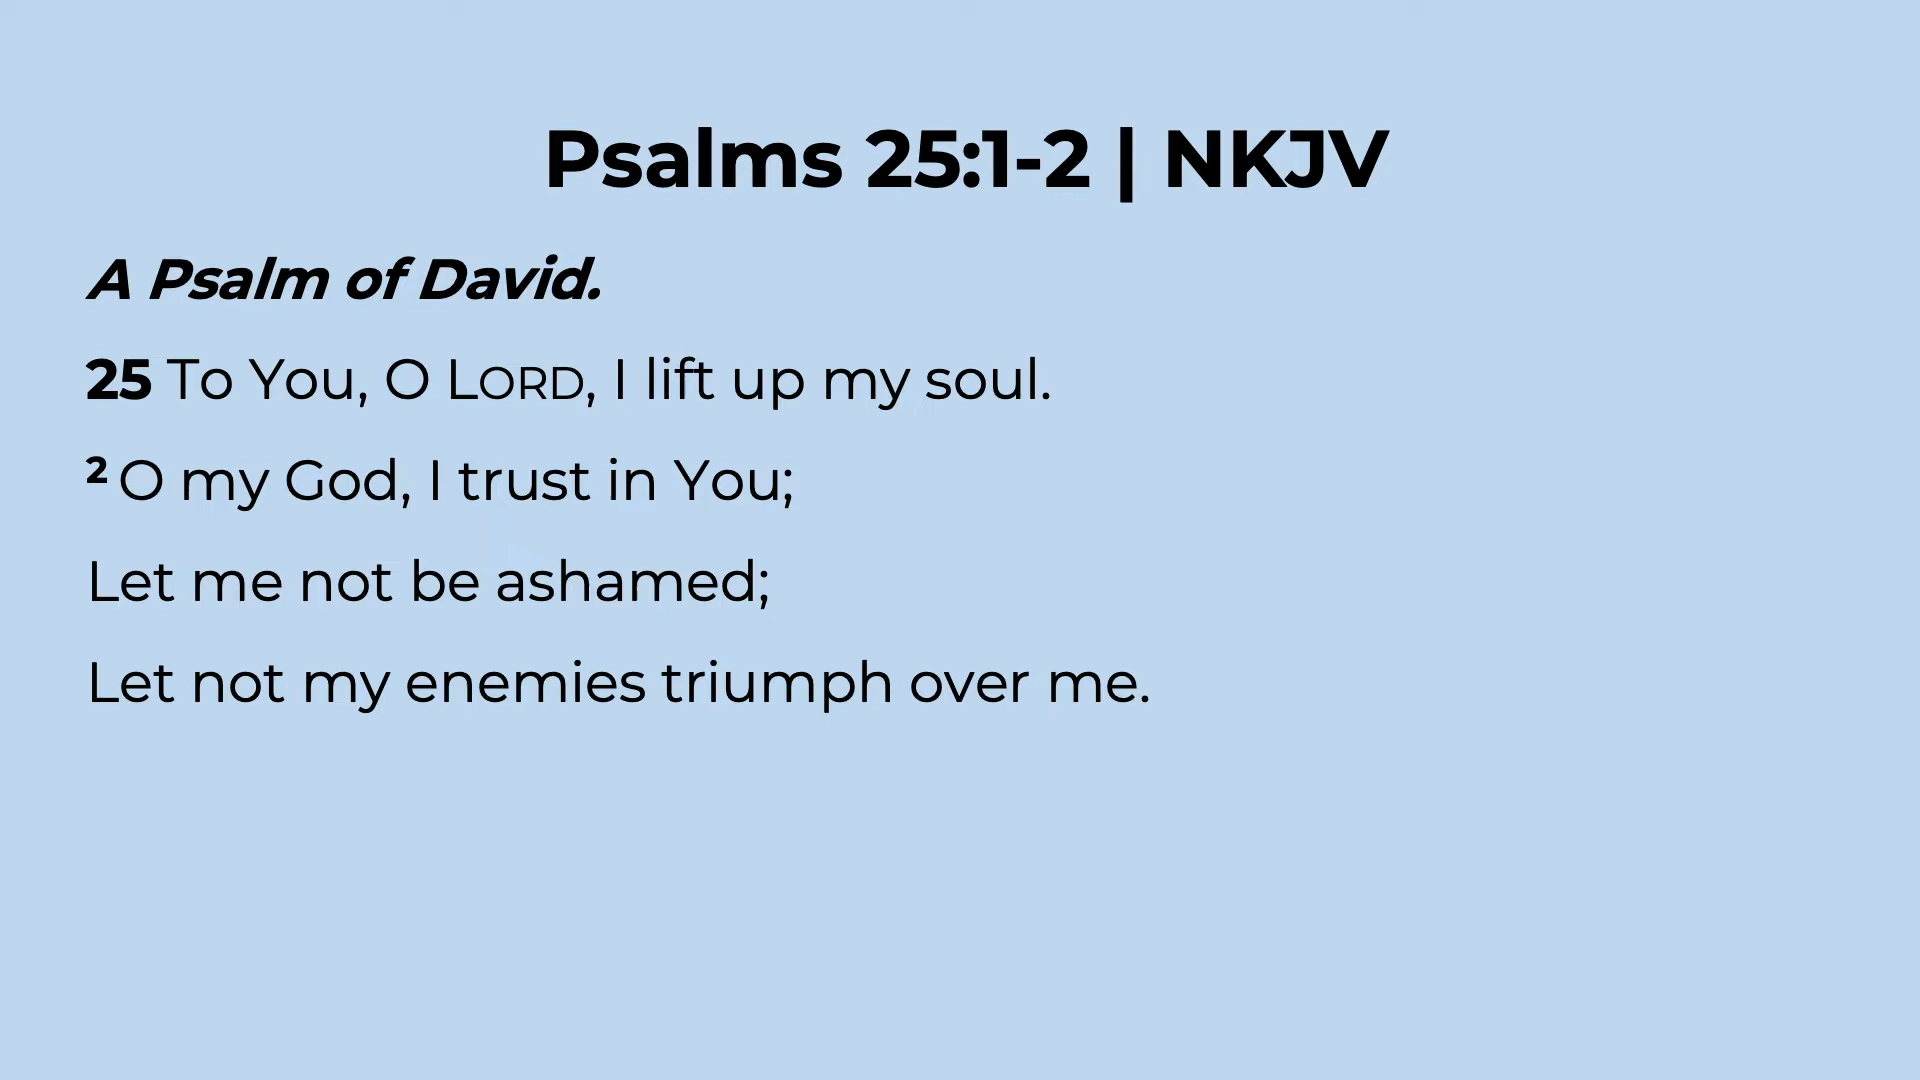 Psalms 25:1-2 | NKJV
A Psalm of David.
25 To You, O LORD, I lift up my soul.
2 O my God, I trust in You;
Let me not be ashamed;
Let not my enemies triumph over me.